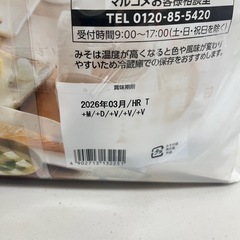 マルコメお客様相談室
TEL 0120-85-5420
受付時間 9:00～17:00(土・日・祝日を除く)
みそは温度が高くなると色や風味が変わり
やすいため冷蔵庫での保存をおすすめします。
賞味期限
2026年03月/HR T
+M/+D/+V/+V/+V
4902713132251